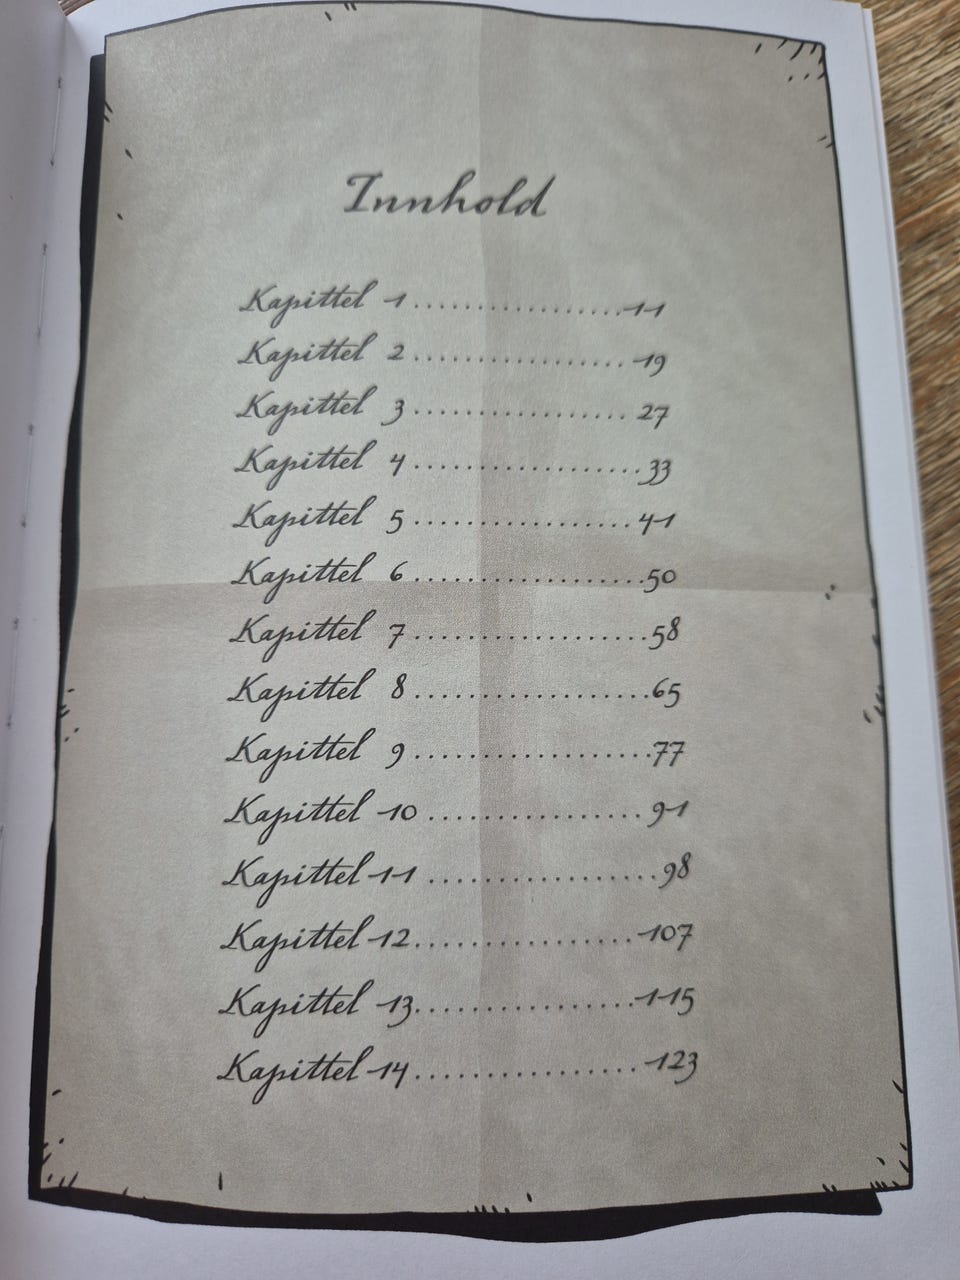 Innhold
Kapittel 1....................11
Kapittel 2....................19
Kapittel 3....................27
Kapittel 4....................33
Kapittel 5....................41
Kapittel 6....................50
Kapittel 7....................58
Kapittel 8....................65
Kapittel 9....................77
Kapittel 10...................91
Kapittel 11...................98
Kapittel 12...................107
Kapittel 13...................115
Kapittel 14...................123